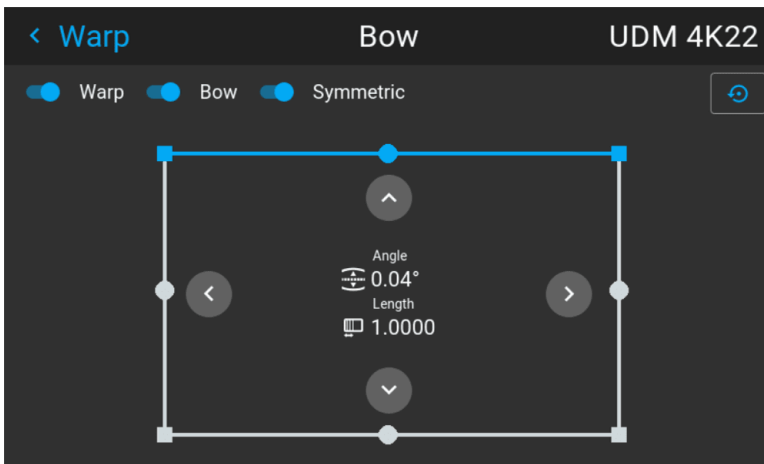 Warp Bow UDM 4K22
Warp Bow Symmetric
Angle
0.04°
Length
1.0000